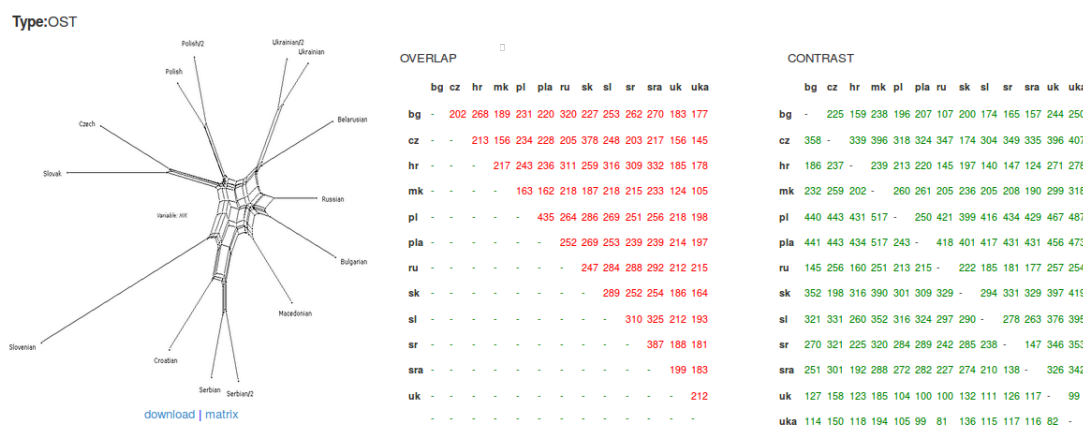 Type:OST
Polish/2
Ukrainian/2
Ukrainian
Polish
Belarusian
Czech
Slovak
Russian
Variable: MIX
Bulgarian
Macedonian
Slovenian
Croatian
Serbian
Serbian/2
download | matrix
OVERLAP
bg cz hr mk pl pla ru sk sl sr sra uk uka
bg - 202 268 189 231 220 320 227 253 262 270 183 177
cz - - 213 156 234 228 205 378 248 203 217 156 145
hr - - - 217 243 236 311 259 316 309 332 185 178
mk - - - - 163 162 218 187 218 215 233 124 105
pl - - - - - 435 264 286 269 251 256 218 198
pla - - - - - - 252 269 253 239 239 214 197
ru - - - - - - - 247 284 288 292 212 215
sk - - - - - - - - 289 252 254 186 164
sl - - - - - - - - - 310 325 212 193
sr - - - - - - - - - - 387 188 181
sra - - - - - - - - - - - 199 183
uk - - - - - - - - - - - - 212
- - - - - - - - - - - - -
CONTRAST
bg cz hr mk pl pla ru sk sl sr sra uk uka
bg - 225 159 238 196 207 107 200 174 165 157 244 250
cz 358 - 339 396 318 324 347 174 304 349 335 396 407
hr 186 237 - 239 213 220 145 197 140 147 124 271 278
mk 232 259 202 - 260 261 205 236 205 208 190 299 318
pl 440 443 431 517 - 250 421 399 416 434 429 467 487
pla 441 443 434 517 243 - 418 401 417 431 431 456 473
ru 145 256 160 251 213 215 - 222 185 181 177 257 254
sk 352 198 316 390 301 309 329 - 294 331 329 397 419
sl 321 331 260 352 316 324 297 290 - 278 263 376 395
sr 270 321 225 320 284 289 242 285 238 - 147 346 353
sra 251 301 192 288 272 282 227 274 210 138 - 326 342
uk 127 158 123 185 104 100 100 132 111 126 117 - 99
uka 114 150 118 194 105 99 81 136 115 117 116 82 -